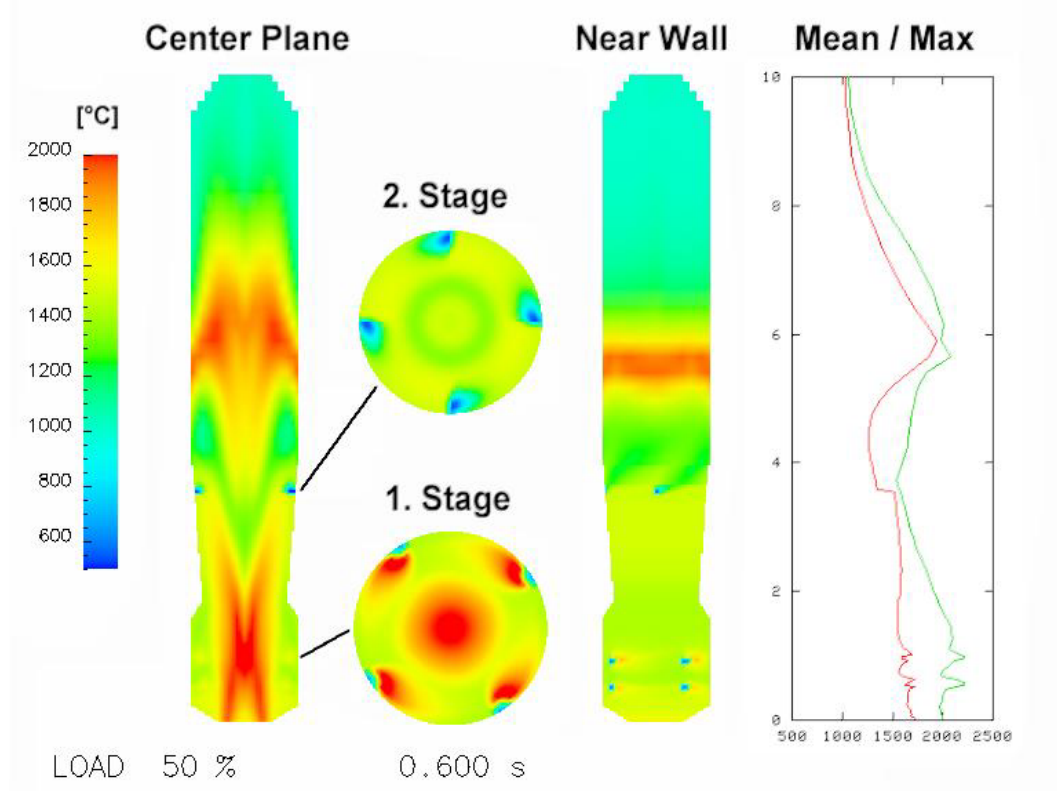 Center Plane
Near Wall
Mean / Max
[°C]
2000
1800
1600
1400
1200
1000
800
600
2. Stage
1. Stage
10
8
6
4
2
0
500 1000 1500 2000 2500
LOAD 50 % 0.600 s